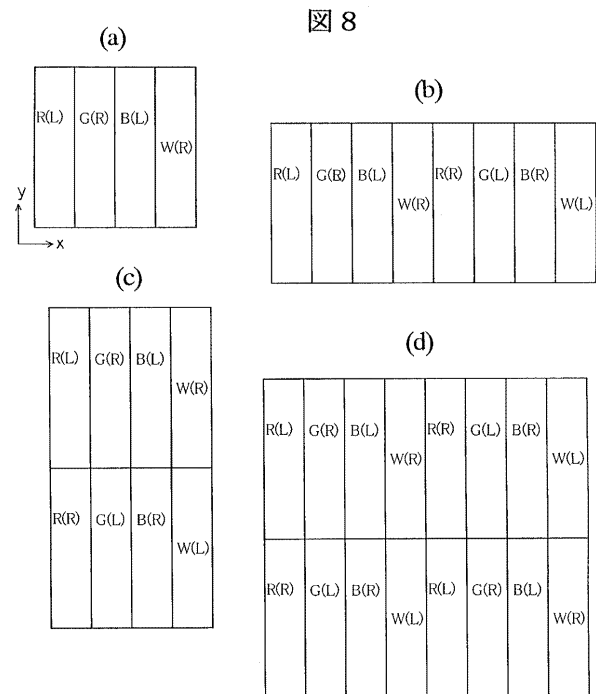 図 8
(a)
R(L) G(R) B(L)
W(R)
y
x
(b)
R(L) G(R) B(L) R(R) G(L) B(R)
W(R) W(L)
(c)
R(L) G(R) B(L)
W(R)
R(R) G(L) B(R)
W(L)
(d)
R(L) G(R) B(L) R(R) G(L) B(R)
W(R) W(L)
R(R) G(L) B(R) R(L) G(R) B(L)
W(L) W(R)